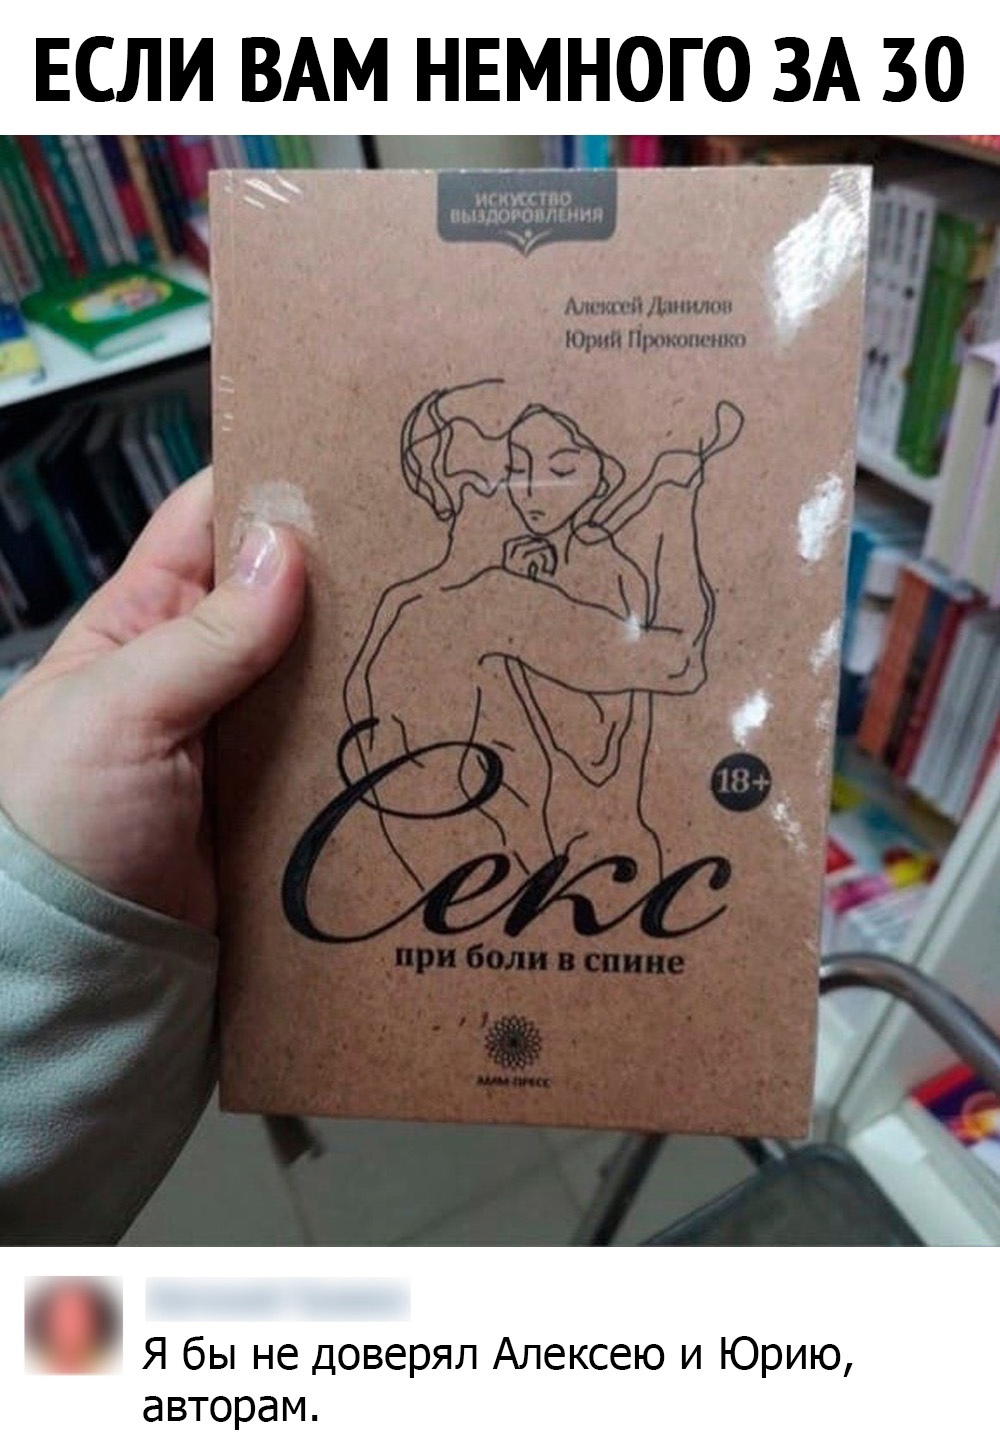 ЕСЛИ ВАМ НЕМНОГО ЗА 30
ИСКУССТВО
ВЫЗДОРОВЛЕНИЯ
Алексей Данилов
Юрий Прокопенко
18+
Секс
при боли в спине
Я бы не доверял Алексею и Юрию,
авторам.